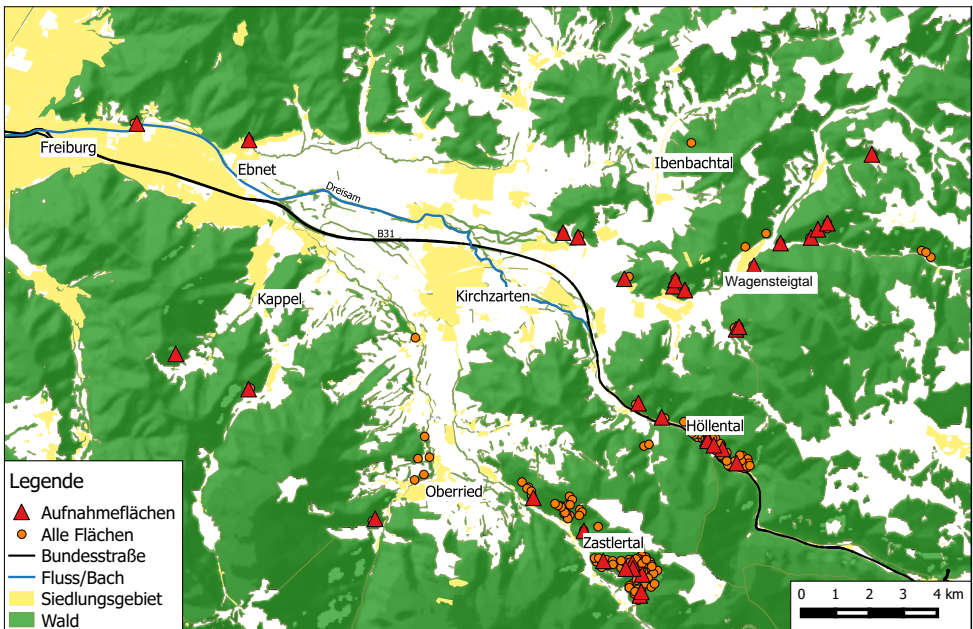 Freiburg
Ebnet
Ibenbachtal
Dreisam
B31
Kappel
Kirchzarten
Wagensteigtal
Höllental
Oberried
Zastlertal
Legende
Aufnahmeflächen
Alle Flächen
Bundesstraße
Fluss/Bach
Siedlungsgebiet
Wald
0 1 2 3 4 km